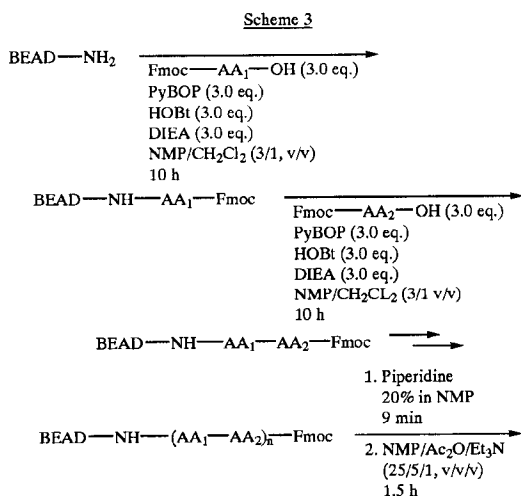 Scheme 3
BEAD—NH₂
Fmoc—AA₁—OH (3.0 eq.)
PyBOP (3.0 eq.)
HOBt (3.0 eq.)
DIEA (3.0 eq.)
NMP/CH₂Cl₂ (3/1, v/v)
10 h
BEAD—NH—AA₁—Fmoc
Fmoc—AA₂—OH (3.0 eq.)
PyBOP (3.0 eq.)
HOBt (3.0 eq.)
DIEA (3.0 eq.)
NMP/CH₂CL₂ (3/1 v/v)
10 h
BEAD—NH—AA₁—AA₂—Fmoc
1. Piperidine
20% in NMP
9 min
BEAD—NH—(AA₁—AA₂)ₙ—Fmoc
2. NMP/Ac₂O/Et₃N
(25/5/1, v/v/v)
1.5 h